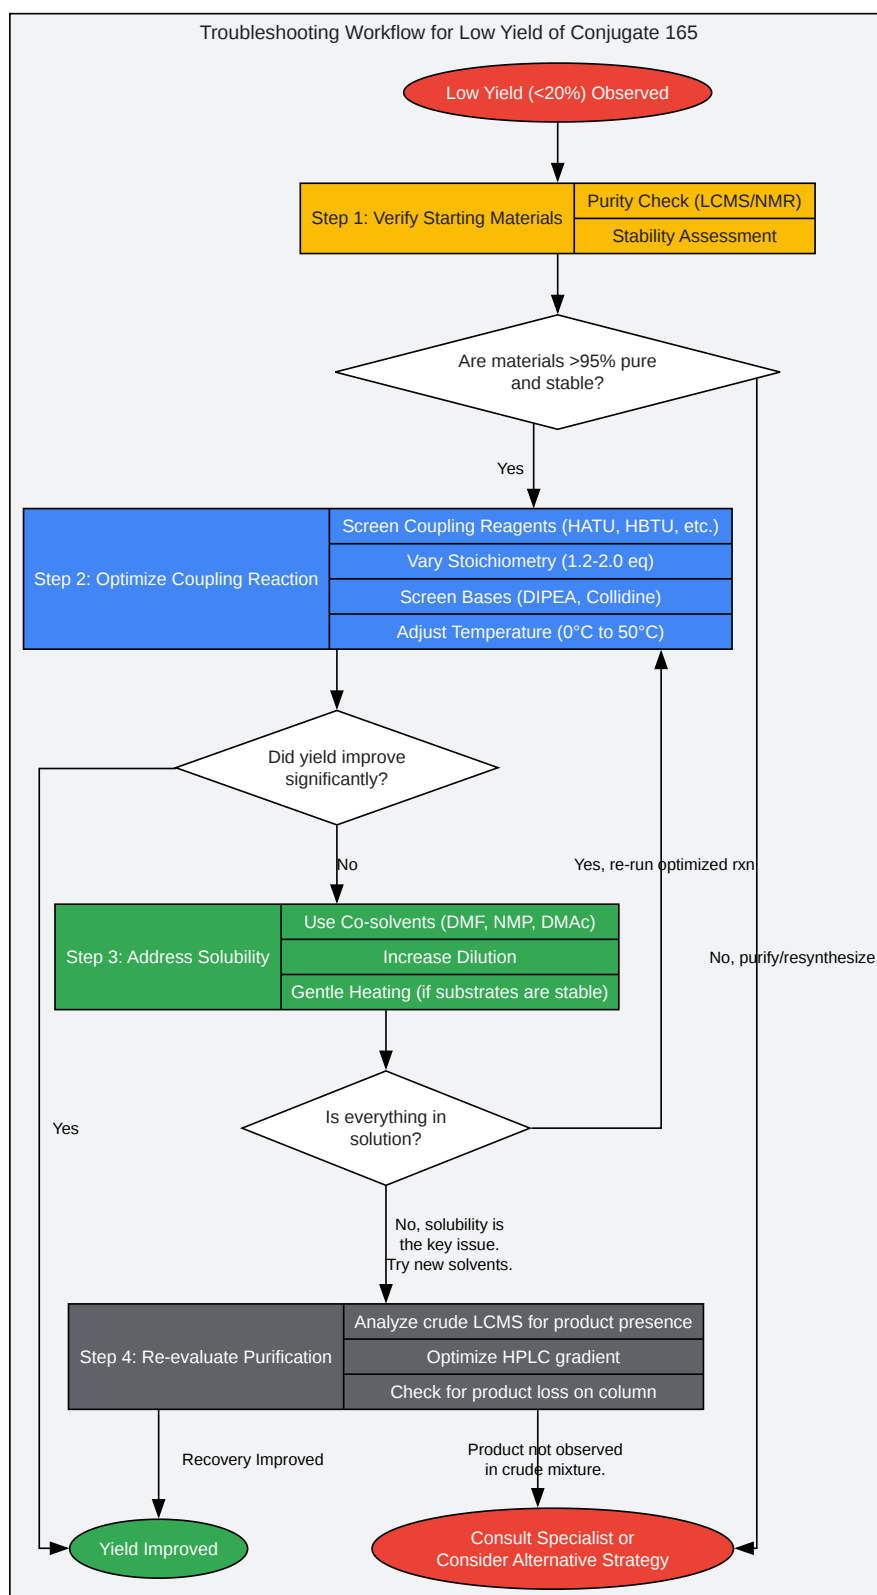 Troubleshooting Workflow for Low Yield of Conjugate 165
Low Yield (<20%) Observed
Step 1: Verify Starting Materials
Purity Check (LCMS/NMR)
Stability Assessment
Are materials >95% pure
and stable?
Yes
Step 2: Optimize Coupling Reaction
Screen Coupling Reagents (HATU, HBTU, etc.)
Vary Stoichiometry (1.2-2.0 eq)
Screen Bases (DIPEA, Collidine)
Adjust Temperature (0°C to 50°C)
Did yield improve
significantly?
No
Yes, re-run optimized rxn
Step 3: Address Solubility
Use Co-solvents (DMF, NMP, DMAc)
Increase Dilution
Gentle Heating (if substrates are stable)
No, purify/resynthesize
Is everything in
solution?
Yes
No, solubility is
the key issue.
Try new solvents.
Step 4: Re-evaluate Purification
Analyze crude LCMS for product presence
Optimize HPLC gradient
Check for product loss on column
Recovery Improved
Product not observed
in crude mixture.
Yield Improved
Consult Specialist or
Consider Alternative Strategy